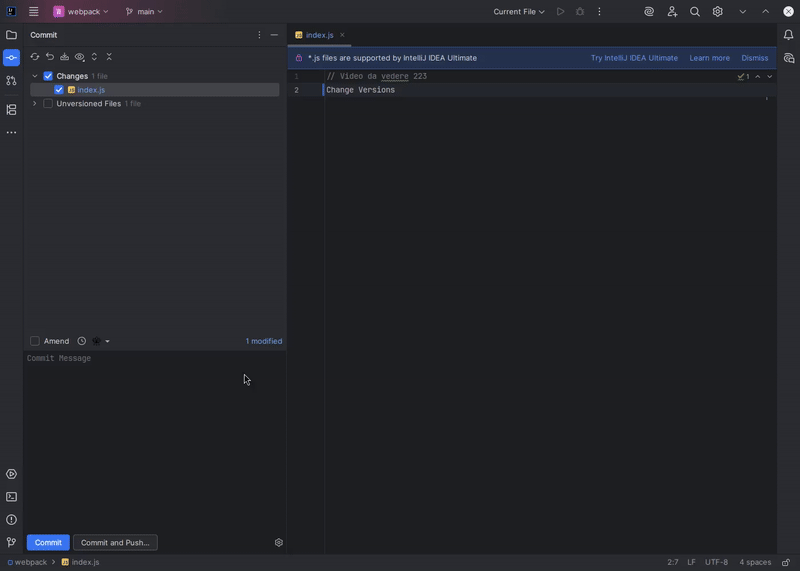 webpack
main
Current File
Commit
index.js
Changes 1 file
index.js
Unversioned Files 1 file
*.js files are supported by IntelliJ IDEA Ultimate
Try IntelliJ IDEA Ultimate
Learn more
Dismiss
1 // Video da vedere 223
1
2 Change Versions
Amend
1 modified
Commit Message
Commit
Commit and Push...
webpack
index.js
2:7
LF
UTF-8
4 spaces